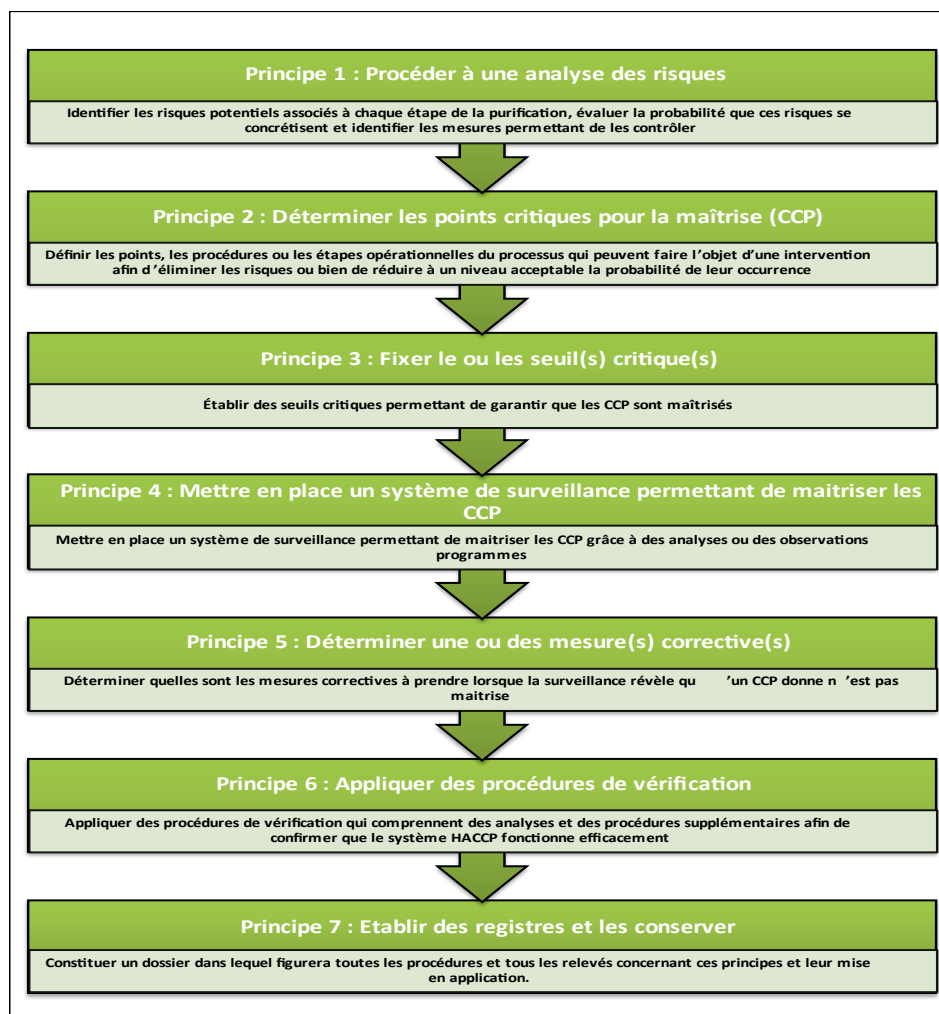 Principe 1 : Procéder à une analyse des risques
Identifier les risques potentiels associés à chaque étape de la purification, évaluer la probabilité que ces risques se
concrétisent et identifier les mesures permettant de les contrôler
Principe 2 : Déterminer les points critiques pour la maîtrise (CCP)
Définir les points, les procédures ou les étapes opérationnelles du processus qui peuvent faire l'objet d'une intervention
afin d 'éliminer les risques ou bien de réduire à un niveau acceptable la probabilité de leur occurrence
Principe 3 : Fixer le ou les seuil(s) critique(s)
Établir des seuils critiques permettant de garantir que les CCP sont maîtrisés
Principe 4 : Mettre en place un système de surveillance permettant de maitriser les
CCP
Mettre en place un système de surveillance permettant de maitriser les CCP grâce à des analyses ou des observations
programmes
Principe 5 : Déterminer une ou des mesure(s) corrective(s)
Déterminer quelles sont les mesures correctives à prendre lorsque la surveillance révèle qu 'un CCP donne n 'est pas
maitrise
Principe 6 : Appliquer des procédures de vérification
Appliquer des procédures de vérification qui comprennent des analyses et des procédures supplémentaires afin de
confirmer que le système HACCP fonctionne efficacement
Principe 7 : Etablir des registres et les conserver
Constituer un dossier dans lequel figurera toutes les procédures et tous les relevés concernant ces principes et leur mise
en application.